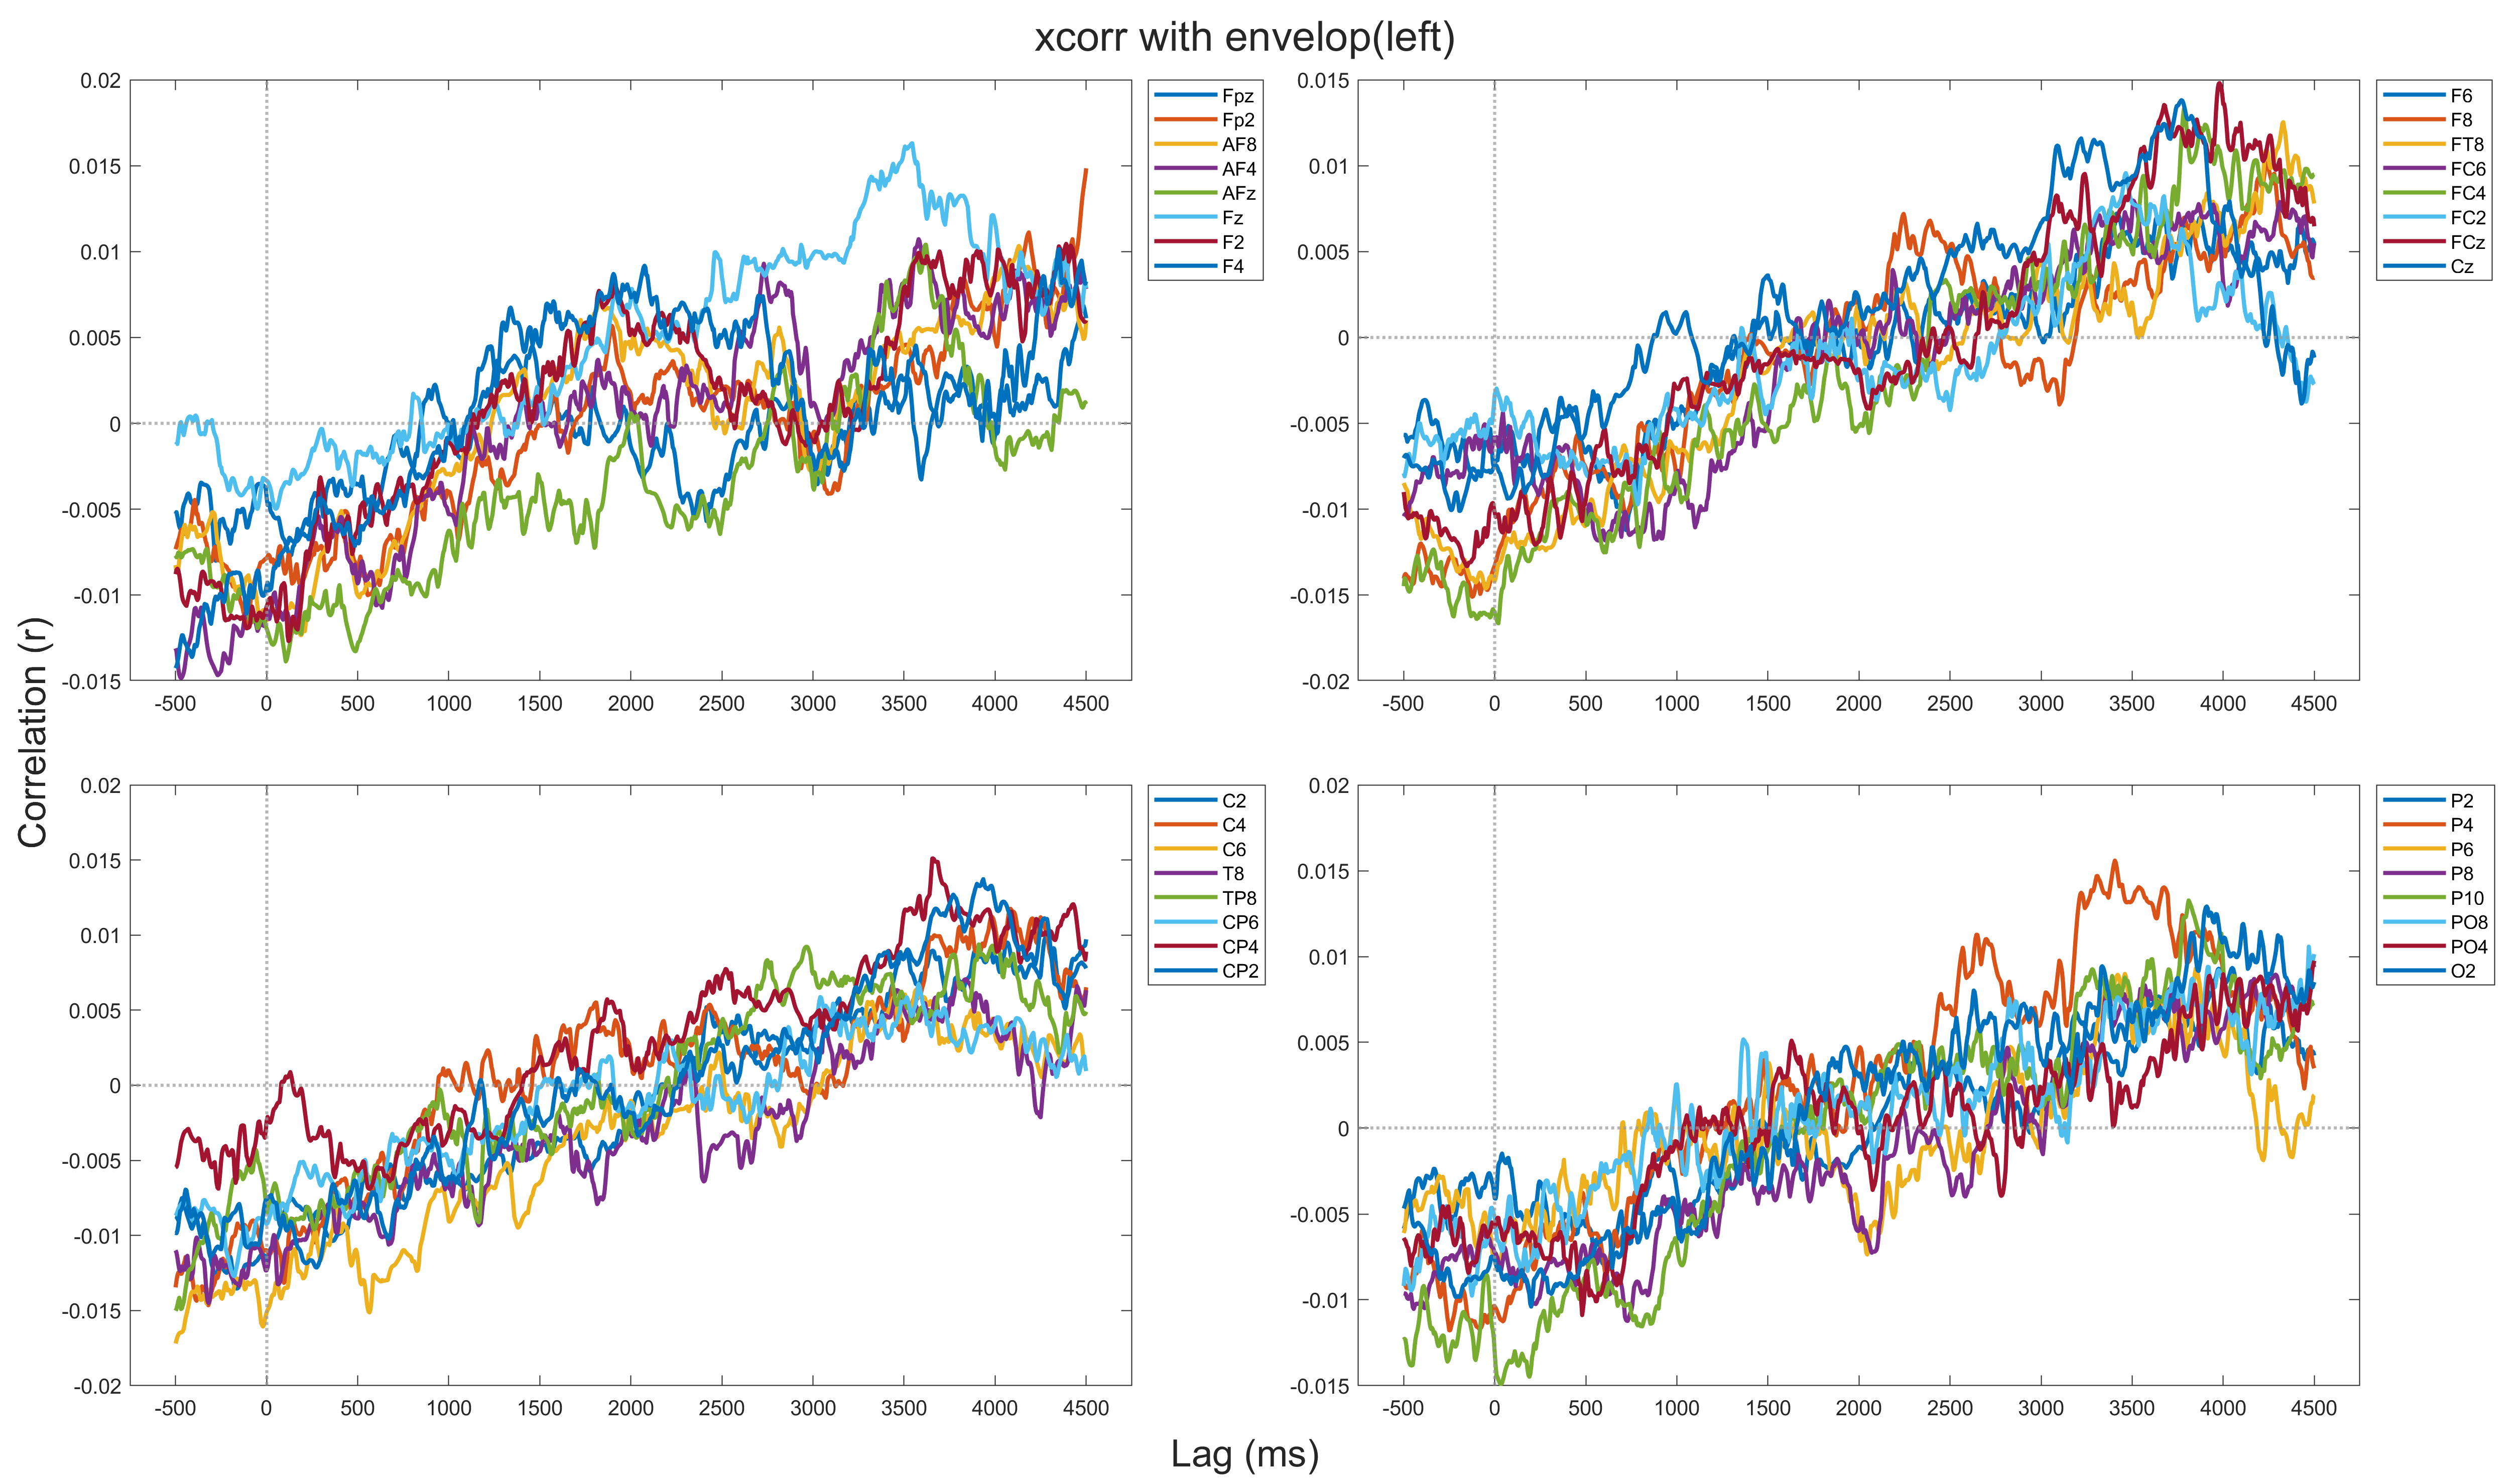 xcorr with envelop(left)
Correlation (r)
0.02
0.015
0.01
0.005
0
-0.005
-0.01
-0.015
-500 0 500 1000 1500 2000 2500 3000 3500 4000 4500
Fpz
Fp2
AF8
AF4
AFz
Fz
F2
F4
0.015
0.01
0.005
0
-0.005
-0.01
-0.015
-0.02
-500 0 500 1000 1500 2000 2500 3000 3500 4000 4500
F6
F8
FT8
FC6
FC4
FC2
FCz
Cz
0.02
0.015
0.01
0.005
0
-0.005
-0.01
-0.015
-0.02
-500 0 500 1000 1500 2000 2500 3000 3500 4000 4500
C2
C4
C6
T8
TP8
CP6
CP4
CP2
0.02
0.015
0.01
0.005
0
-0.005
-0.01
-0.015
-500 0 500 1000 1500 2000 2500 3000 3500 4000 4500
P2
P4
P6
P8
P10
PO8
PO4
O2
Lag (ms)